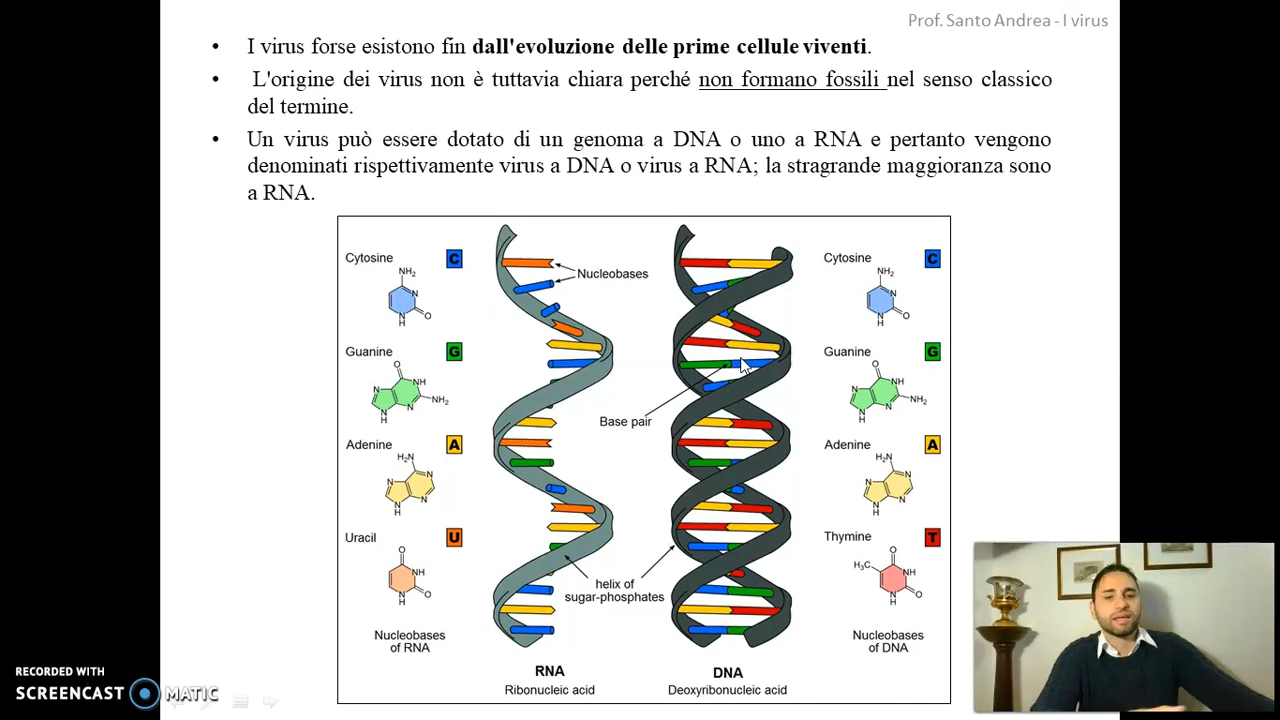 Prof. Santo Andrea - I virus
• I virus forse esistono fin dall'evoluzione delle prime cellule viventi.
• L'origine dei virus non è tuttavia chiara perché non formano fossili nel senso classico
del termine.
• Un virus può essere dotato di un genoma a DNA o uno a RNA e pertanto vengono
denominati rispettivamente virus a DNA o virus a RNA; la stragrande maggioranza sono
a RNA.
Cytosine
C
NH₂
N
N
H
O
Guanine
G
O
N
NH
N
H
N
NH₂
Adenine
A
H₂N
N
N
N
H
N
Uracil
U
O
NH
N
H
O
Nucleobases
of RNA
Nucleobases
Base pair
helix of
sugar-phosphates
RNA
Ribonucleic acid
DNA
Deoxyribonucleic acid
Cytosine
C
NH₂
N
N
H
O
Guanine
G
O
N
NH
N
H
N
NH₂
Adenine
A
H₂N
N
N
N
H
N
Thymine
T
O
H₃C
NH
N
H
O
Nucleobases
of DNA
RECORDED WITH
SCREENCAST MATIC